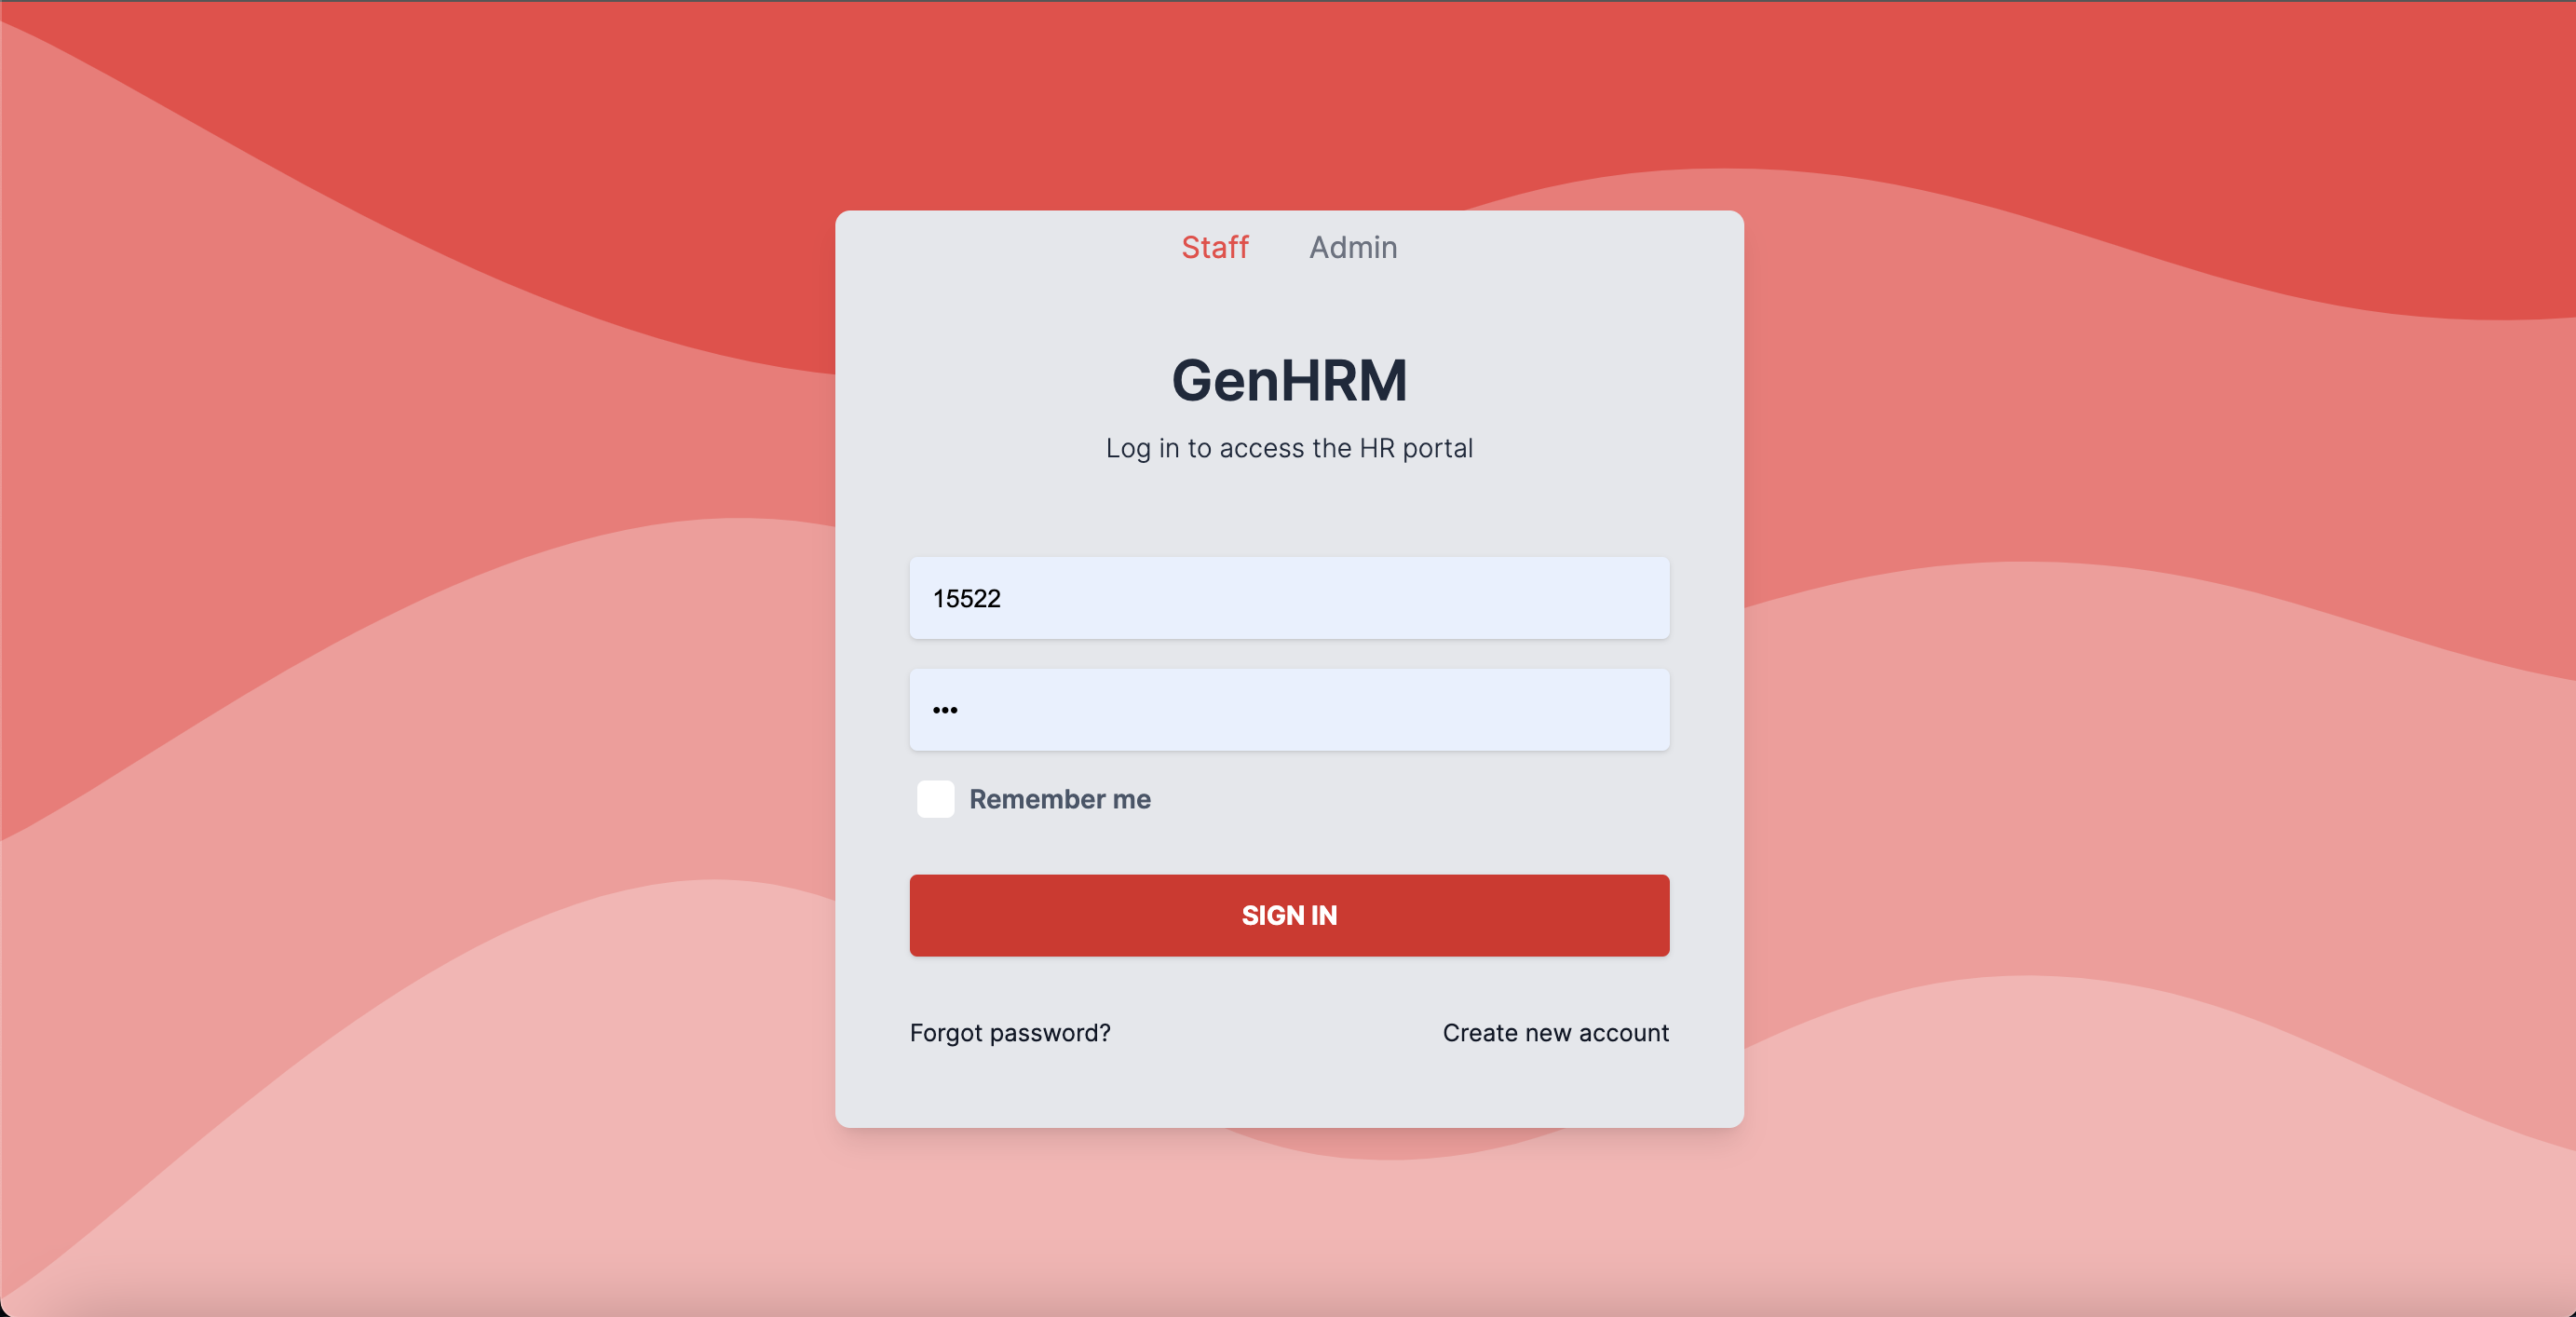 Staff Admin
GenHRM
Log in to access the HR portal
15522
•••
Remember me
SIGN IN
Forgot password? Create new account